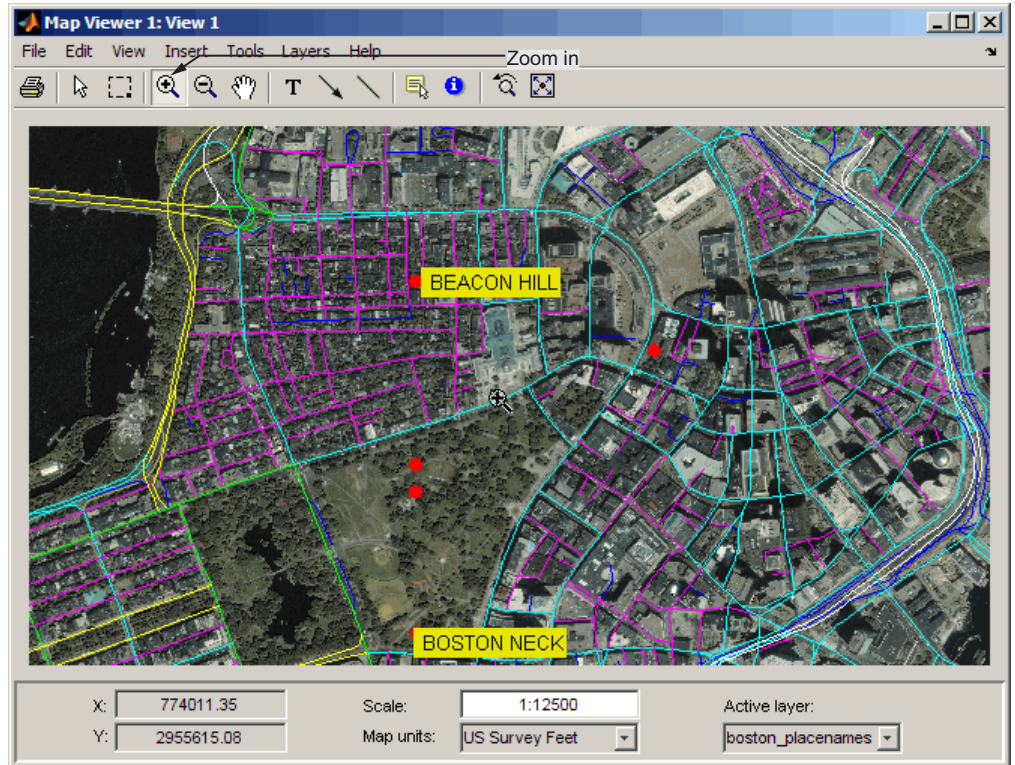 Map Viewer 1: View 1
File Edit View Insert Tools Layers Help
Zoom in
T
BEACON HILL
BOSTON NECK
X: 774011.35
Scale: 1:12500
Active layer:
Y: 2955615.08
Map units: US Survey Feet
boston_placenames